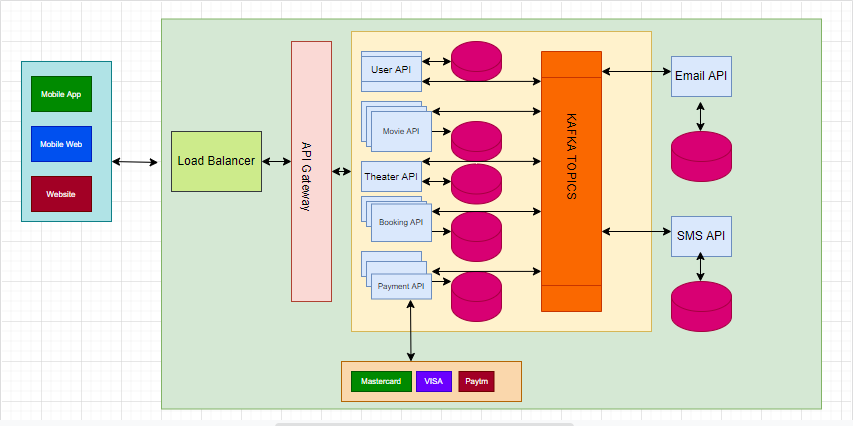 Mobile App
Mobile Web
Website
Load Balancer
API Gateway
User API
Movie API
Theater API
Booking API
Payment API
KAFKA TOPICS
Email API
SMS API
Mastercard
VISA
Paytm